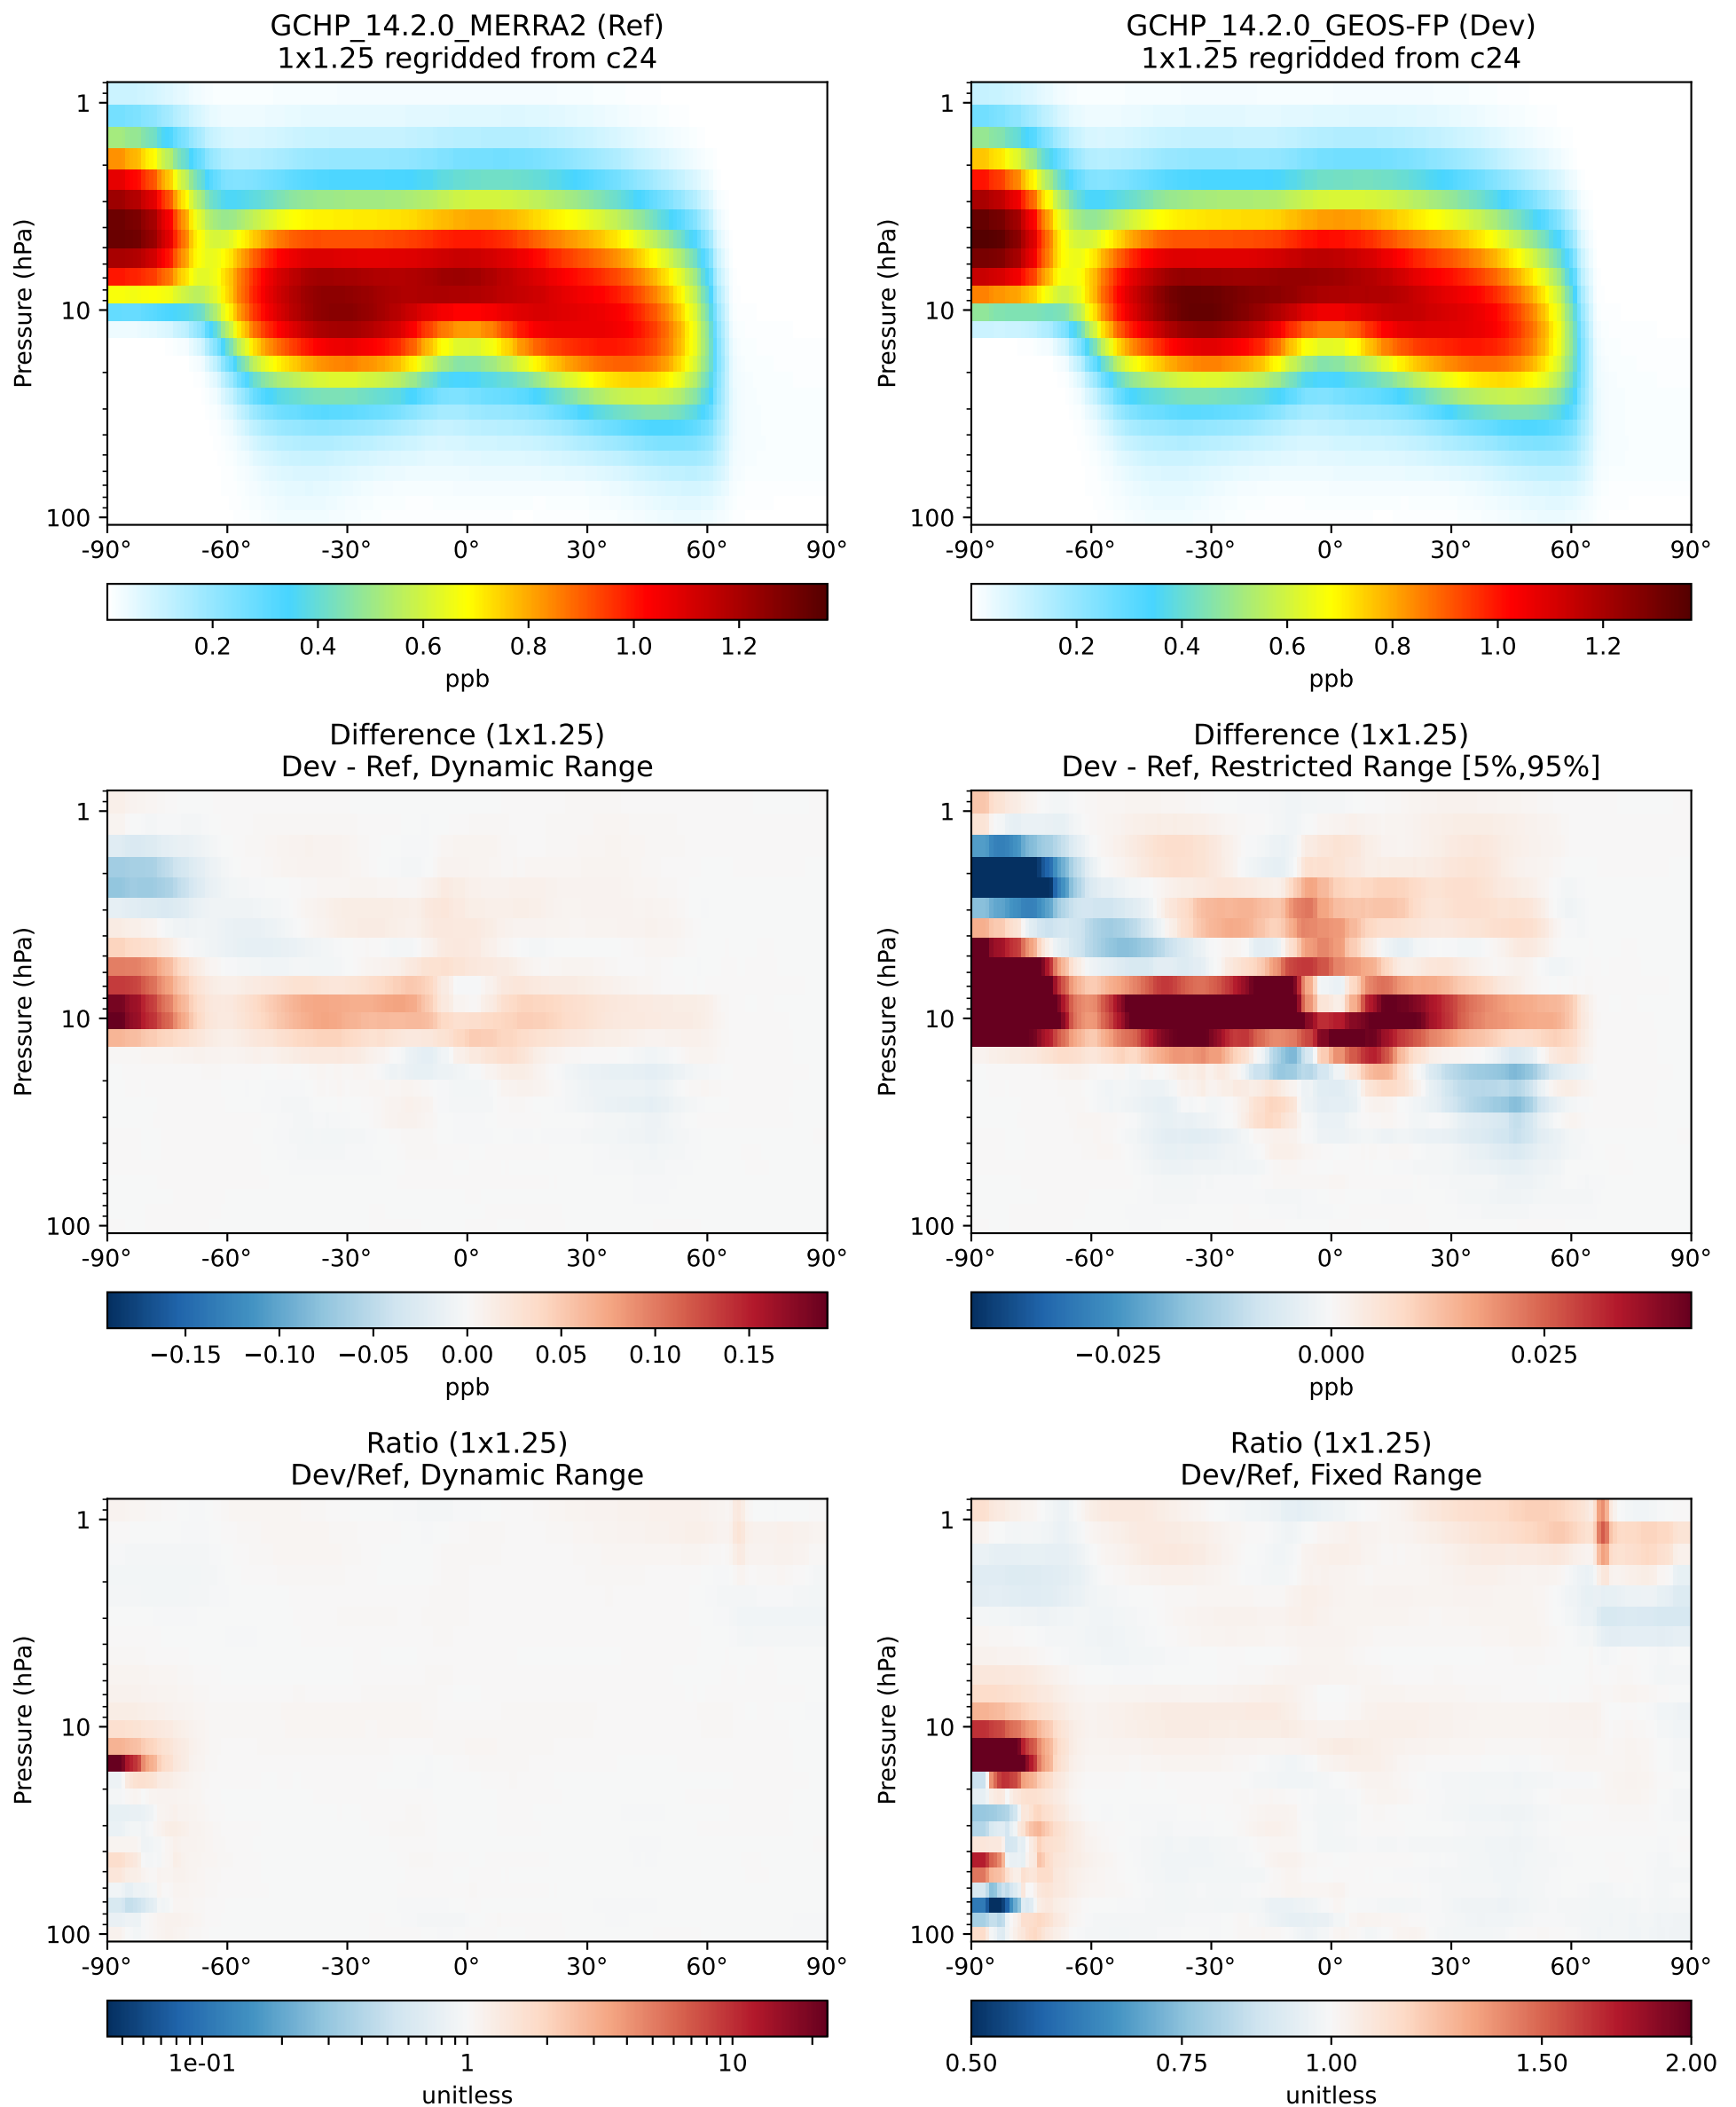 GCHP_14.2.0_MERRA2 (Ref)
1x1.25 regridded from c24
Pressure (hPa)
1
10
100
-90° -60° -30° 0° 30° 60° 90°
0.2 0.4 0.6 0.8 1.0 1.2
ppb
GCHP_14.2.0_GEOS-FP (Dev)
1x1.25 regridded from c24
Pressure (hPa)
1
10
100
-90° -60° -30° 0° 30° 60° 90°
0.2 0.4 0.6 0.8 1.0 1.2
ppb
Difference (1x1.25)
Dev - Ref, Dynamic Range
Pressure (hPa)
1
10
100
-90° -60° -30° 0° 30° 60° 90°
−0.15 −0.10 −0.05 0.00 0.05 0.10 0.15
ppb
Difference (1x1.25)
Dev - Ref, Restricted Range [5%,95%]
Pressure (hPa)
1
10
100
-90° -60° -30° 0° 30° 60° 90°
−0.025 0.000 0.025
ppb
Ratio (1x1.25)
Dev/Ref, Dynamic Range
Pressure (hPa)
1
10
100
-90° -60° -30° 0° 30° 60° 90°
1e-01 1 10
unitless
Ratio (1x1.25)
Dev/Ref, Fixed Range
Pressure (hPa)
1
10
100
-90° -60° -30° 0° 30° 60° 90°
0.50 0.75 1.00 1.50 2.00
unitless